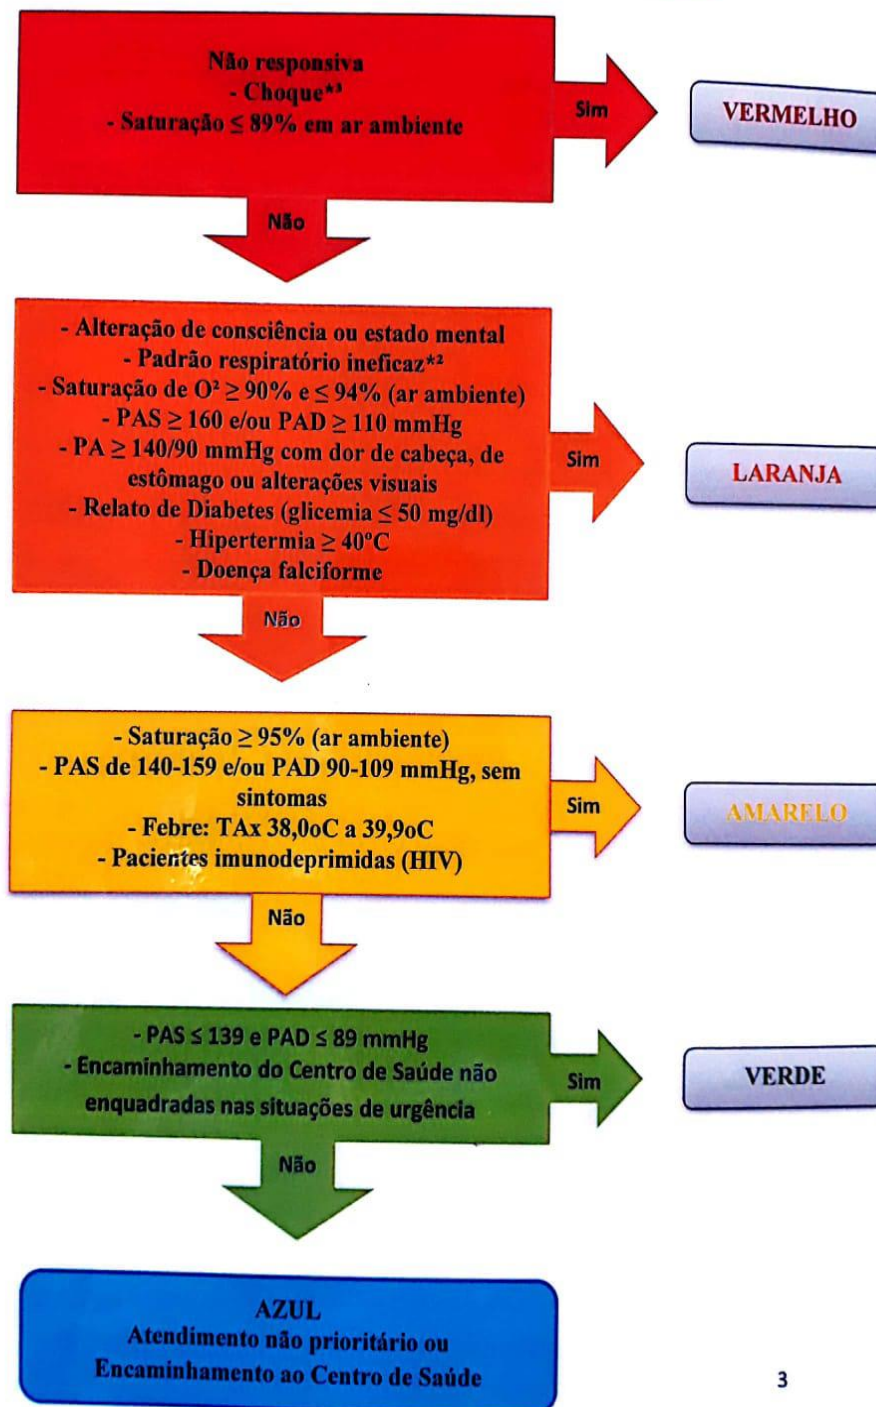 Não responsiva
- Choque*³
- Saturação ≤ 89% em ar ambiente
Sim
VERMELHO
Não
- Alteração de consciência ou estado mental
- Padrão respiratório ineficaz*²
- Saturação de O² ≥ 90% e ≤ 94% (ar ambiente)
- PAS ≥ 160 e/ou PAD ≥ 110 mmHg
- PA ≥ 140/90 mmHg com dor de cabeça, de
estômago ou alterações visuais
- Relato de Diabetes (glicemia ≤ 50 mg/dl)
- Hipertermia ≥ 40ºC
- Doença falciforme
Sim
LARANJA
Não
- Saturação ≥ 95% (ar ambiente)
- PAS de 140-159 e/ou PAD 90-109 mmHg, sem
sintomas
- Febre: TAx 38,0oC a 39,9oC
- Pacientes imunodeprimidas (HIV)
Sim
AMARELO
Não
- PAS ≤ 139 e PAD ≤ 89 mmHg
- Encaminhamento do Centro de Saúde não
enquadradas nas situações de urgência
Sim
VERDE
Não
AZUL
Atendimento não prioritário ou
Encaminhamento ao Centro de Saúde
3